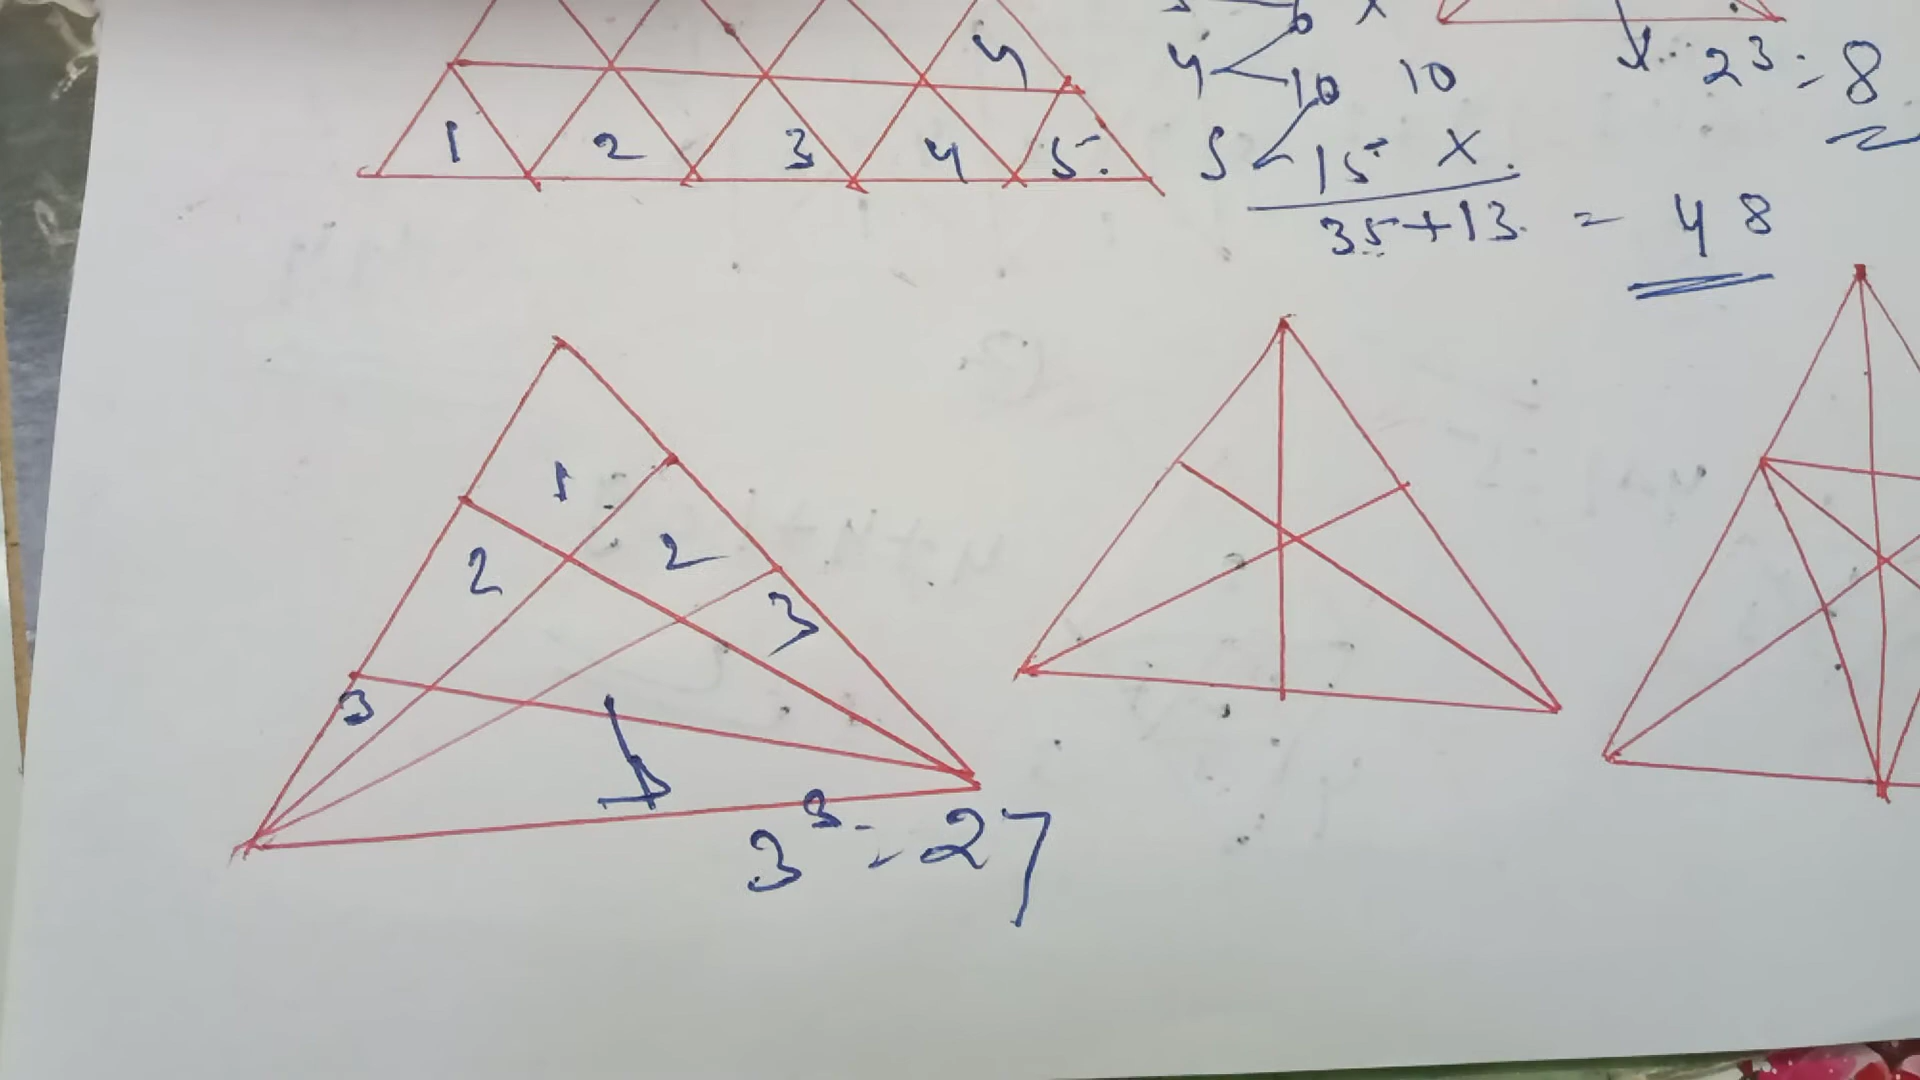 4
6 X
4 10 10
2³ = 8
1 2 3 4 5.
5 15 X.
35+13. = 48
1
2 2
3
3
1
3³ = 27